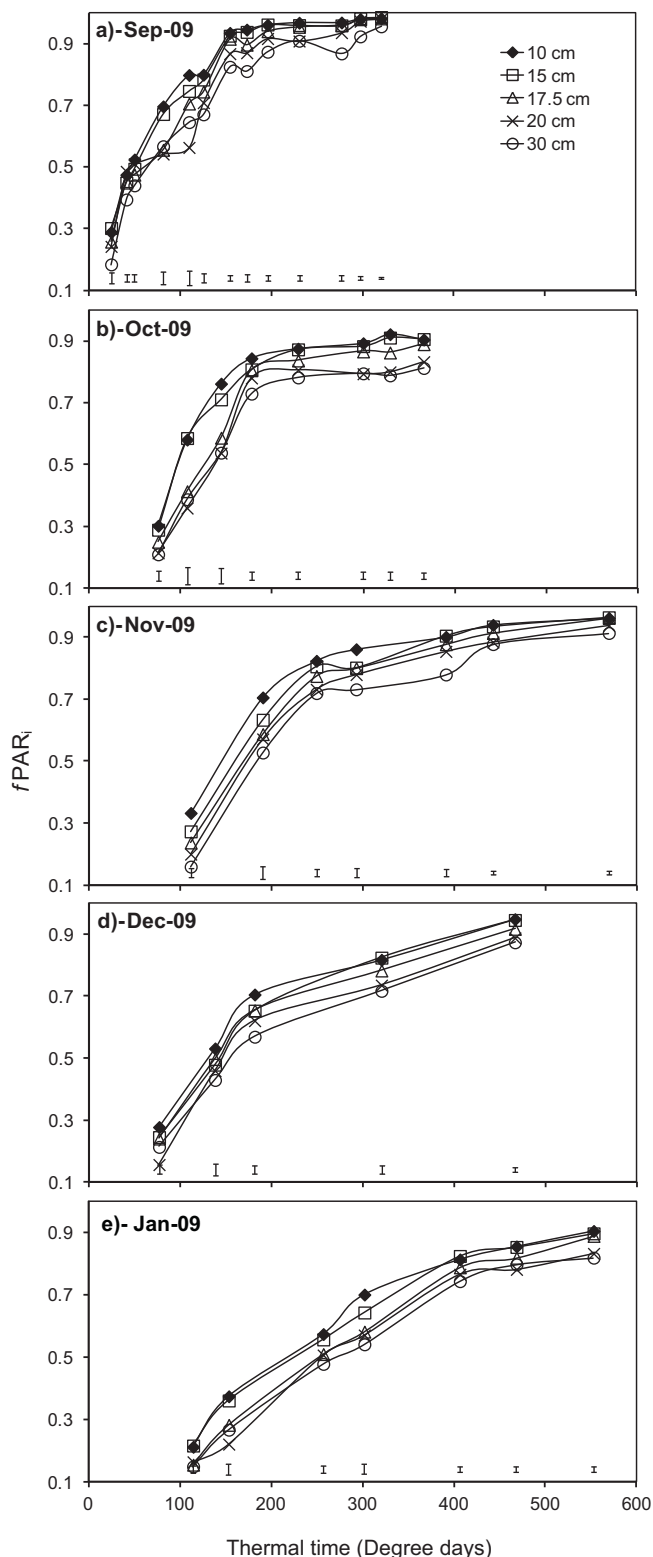 a)-Sep-09
10 cm
15 cm
17.5 cm
20 cm
30 cm
0.9
0.7
0.5
0.3
0.1
b)-Oct-09
0.9
0.7
0.5
0.3
0.1
c)-Nov-09
0.9
0.7
0.5
0.3
0.1
fPARi
d)-Dec-09
0.9
0.7
0.5
0.3
0.1
e)- Jan-09
0.9
0.7
0.5
0.3
0.1
0 100 200 300 400 500 600
Thermal time (Degree days)